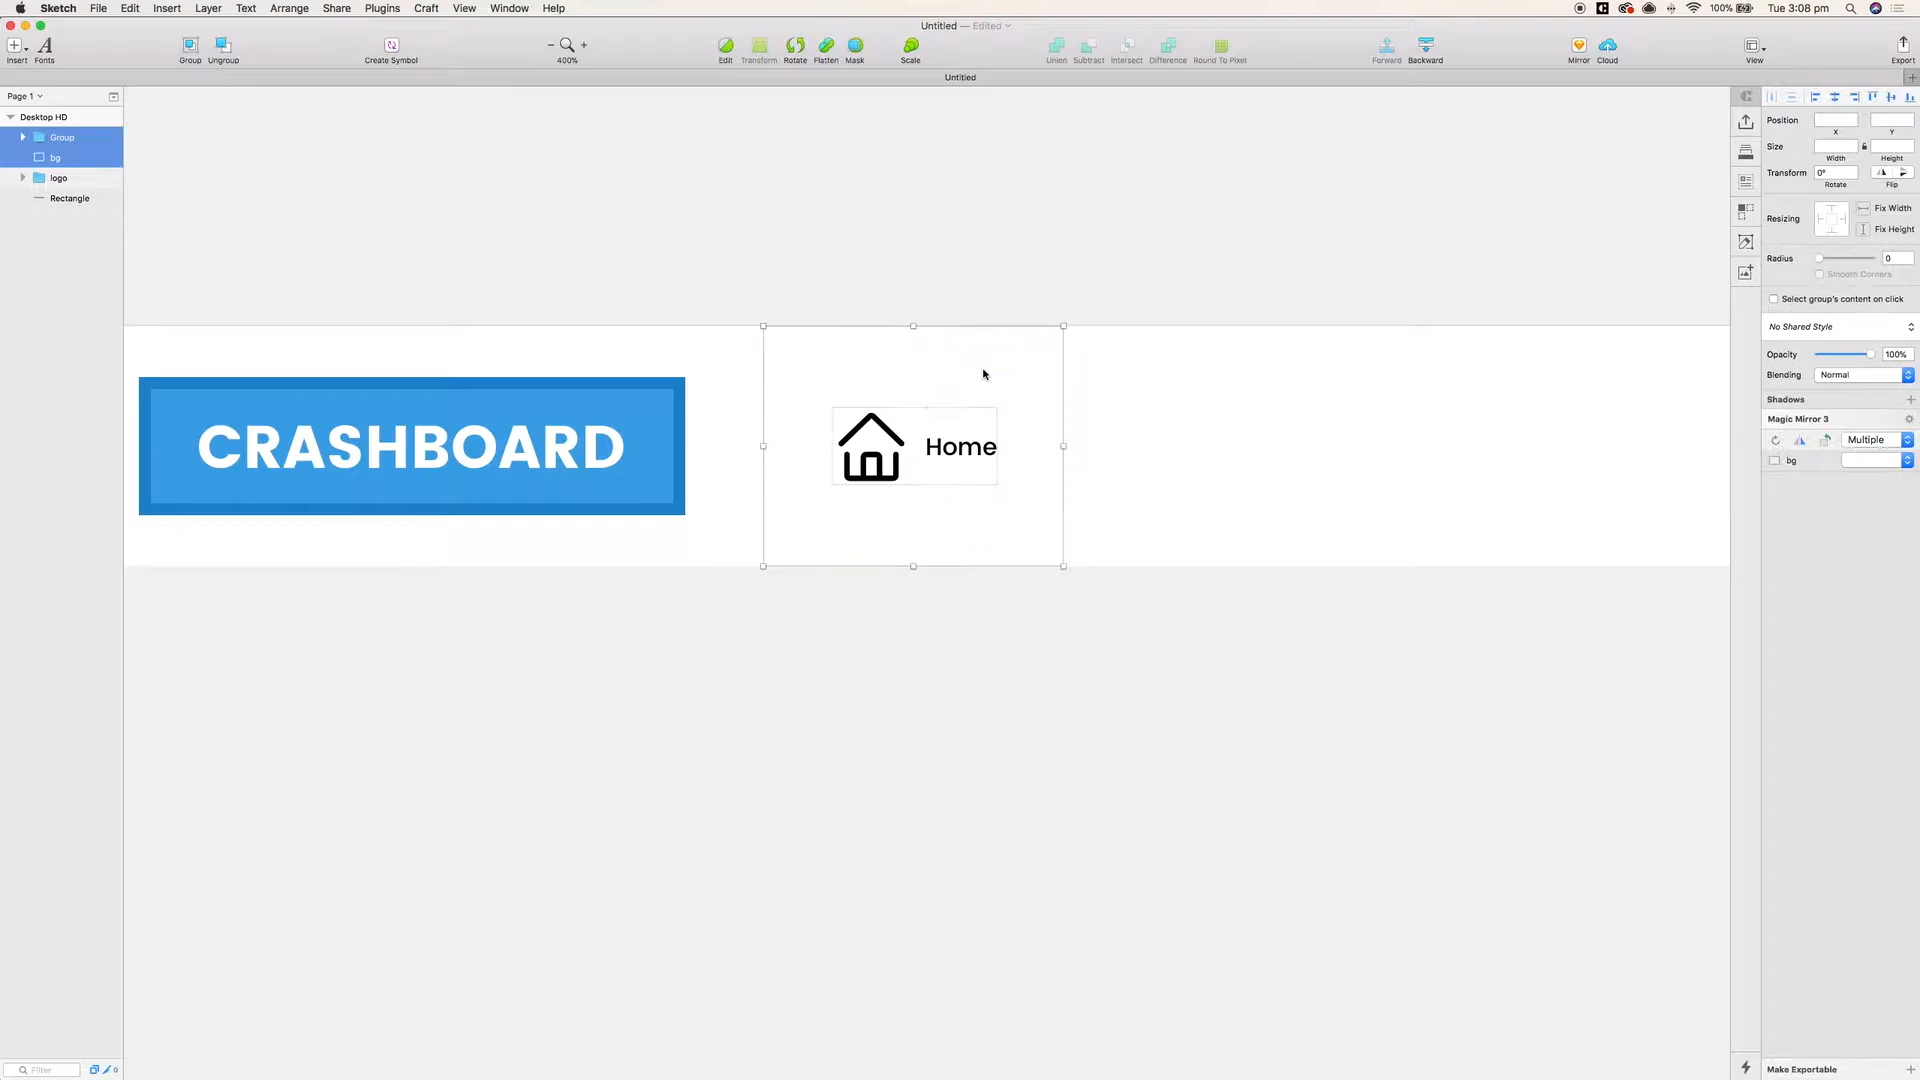 Sketch File Edit Insert Layer Text Arrange Share Plugins Craft View Window Help 100% Tue 3:08 pm
Untitled — Edited
Insert Fonts Group Ungroup Create Symbol 400% Edit Transform Rotate Flatten Mask Scale Union Subtract Intersect Difference Round To Pixel Forward Backward Mirror Cloud View Export
Untitled
Page 1
Desktop HD
Group
bg
logo
Rectangle
CRASHBOARD
Home
Position
X Y
Size
Width Height
Transform 0°
Rotate Flip
Resizing Fix Width
Fix Height
Radius 0
Smooth Corners
Select group's content on click
No Shared Style
Opacity 100%
Blending Normal
Shadows
Magic Mirror 3
Multiple
bg
Filter 0
Make Exportable